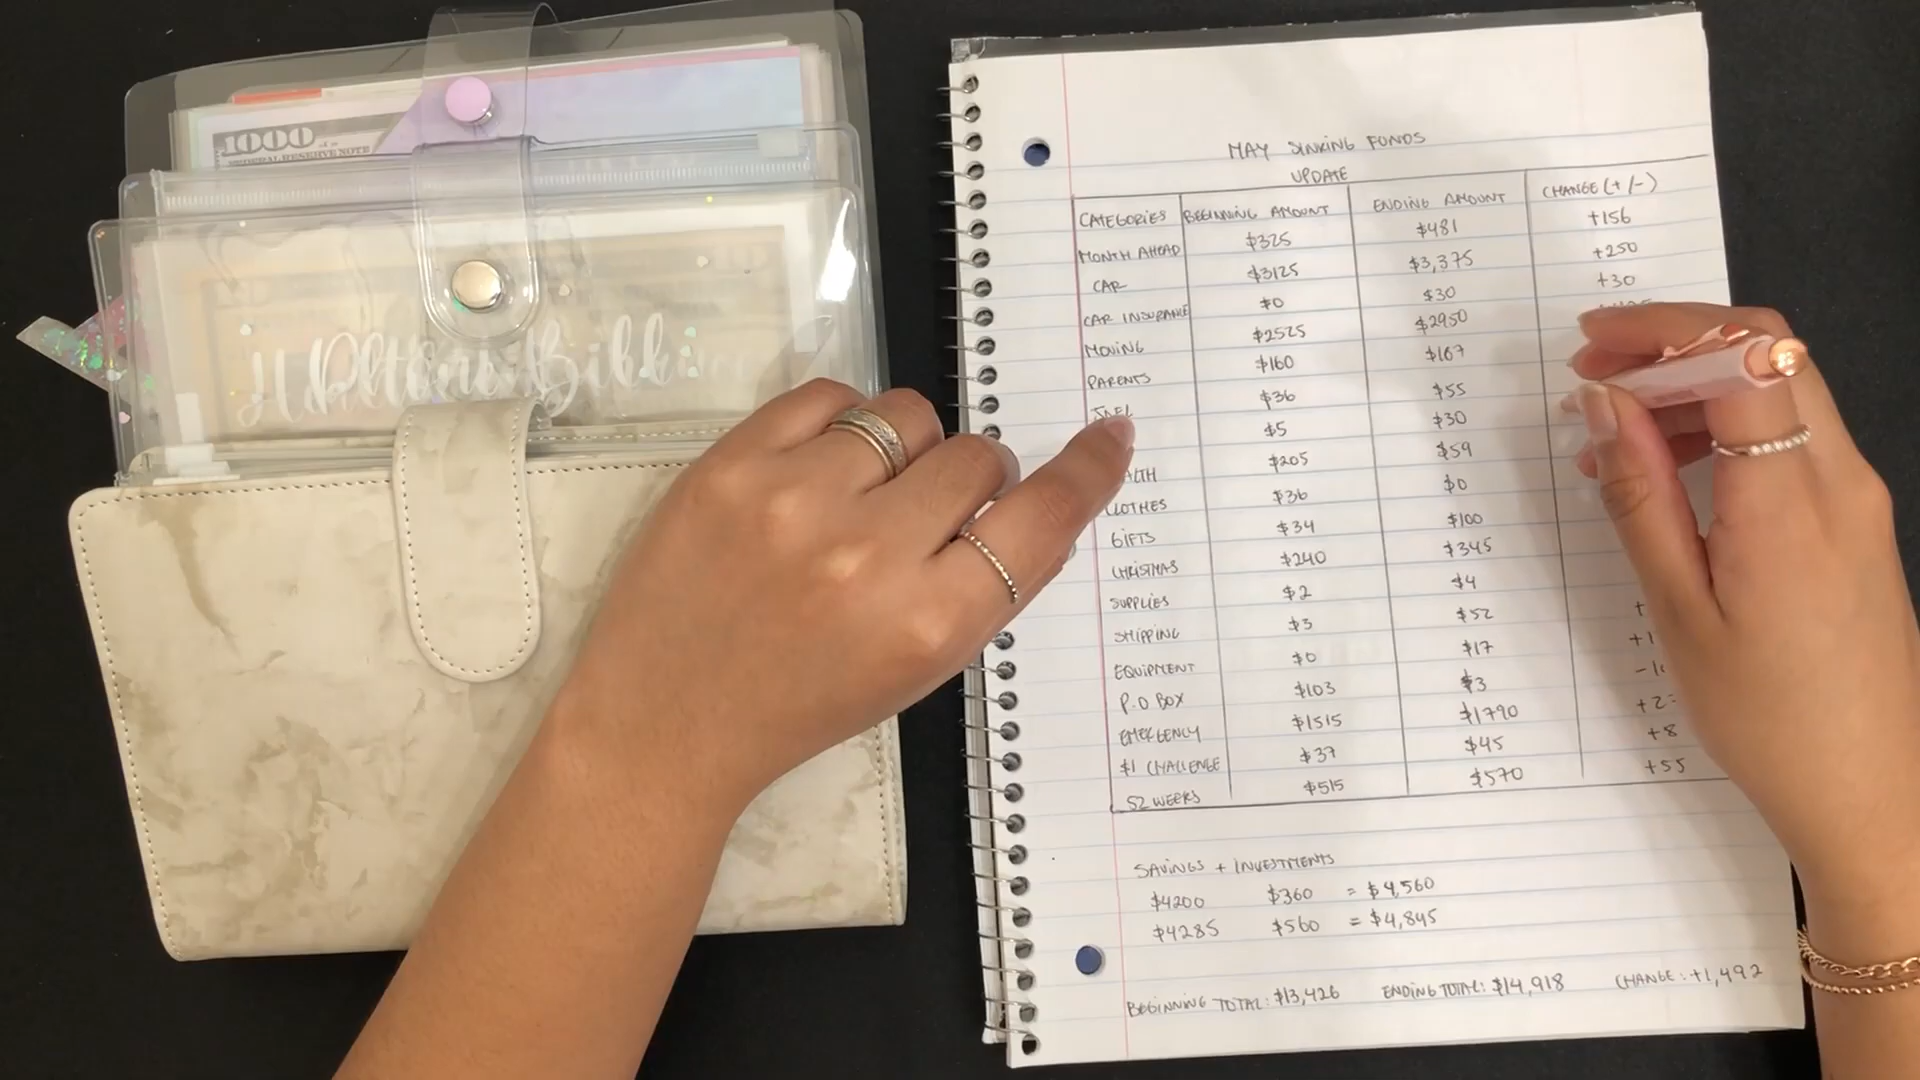 1000
FEDERAL RESERVE NOTE
MAY SINKING FUNDS
UPDATE
CATEGORIES BEGINNING AMOUNT ENDING AMOUNT CHANGE (+/-)
MONTH AHEAD $325 $481 +156
CAR $3125 $3,375 +250
CAR INSURANCE $0 $30 +30
MOVING $2525 $2950
PARENTS $160 $167
$36 $55
$5 $30
ALTH $205 $59
CLOTHES $36 $0
GIFTS $34 $100
CHRISTMAS $240 $345
SUPPLIES $2 $4
SHIPPING $3 $52
EQUIPMENT $0 $17
P.O BOX $103 $3
EMERGENCY $1515 $1790
$1 CHALLENGE $37 $45 +8
52 WEEKS $515 $570 +55
SAVINGS + INVESTMENTS
$4200 $360 = $4,560
$4285 $560 = $4,845
BEGINNING TOTAL: $13,426 ENDING TOTAL: $14,918 CHANGE: +1,492